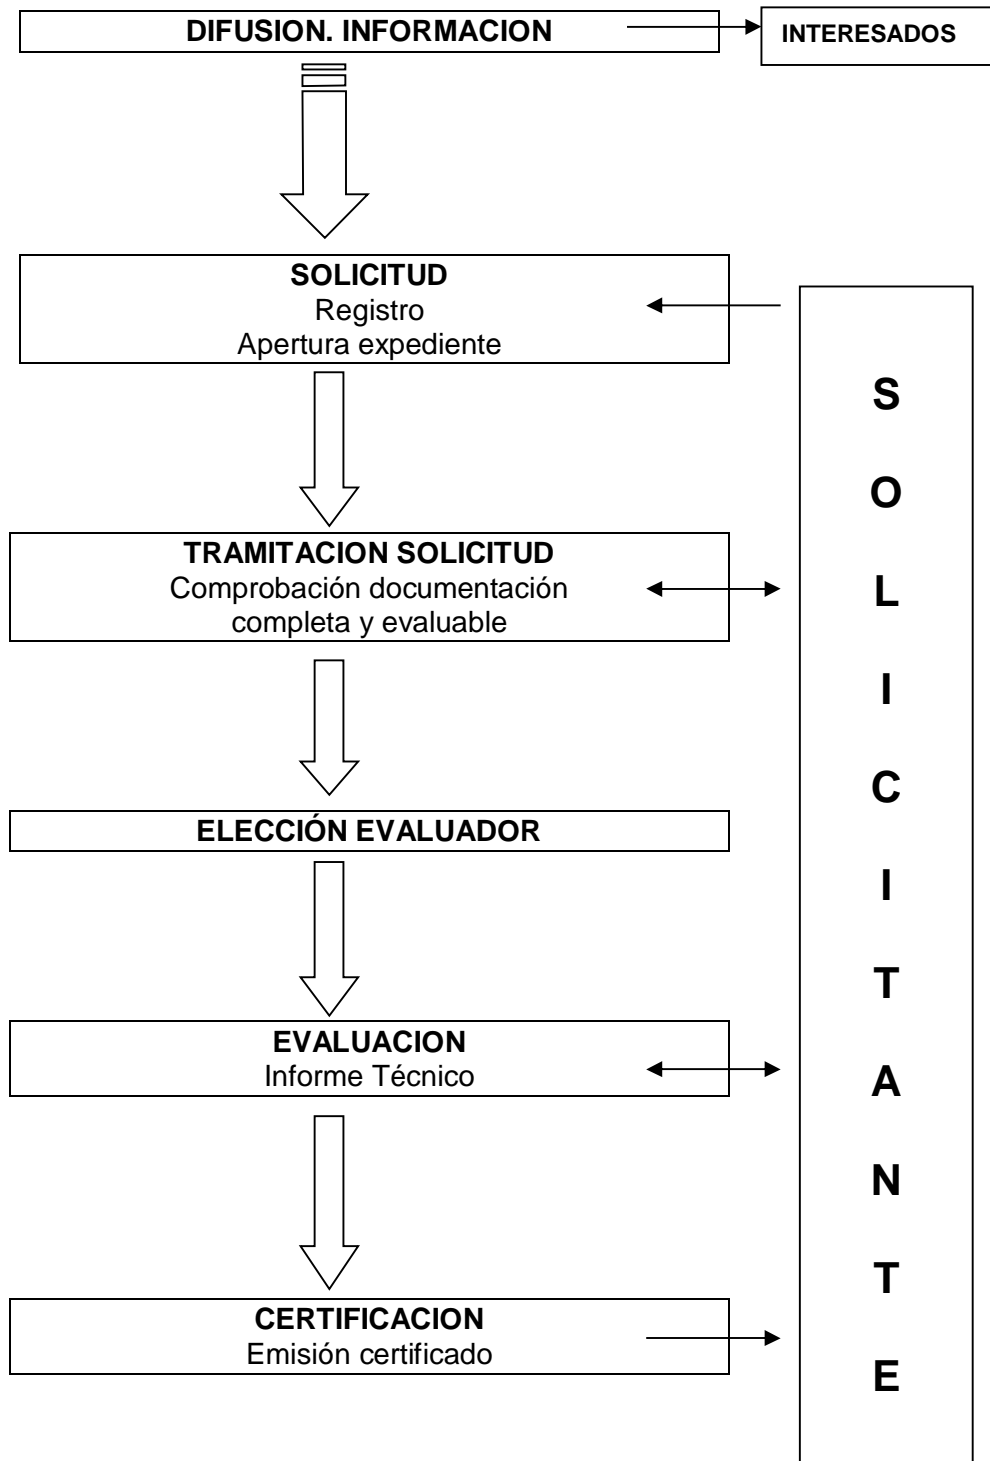 DIFUSION. INFORMACION
INTERESADOS
SOLICITUD
Registro
Apertura expediente
TRAMITACION SOLICITUD
Comprobación documentación
completa y evaluable
ELECCIÓN EVALUADOR
EVALUACION
Informe Técnico
CERTIFICACION
Emisión certificado
S
O
L
I
C
I
T
A
N
T
E